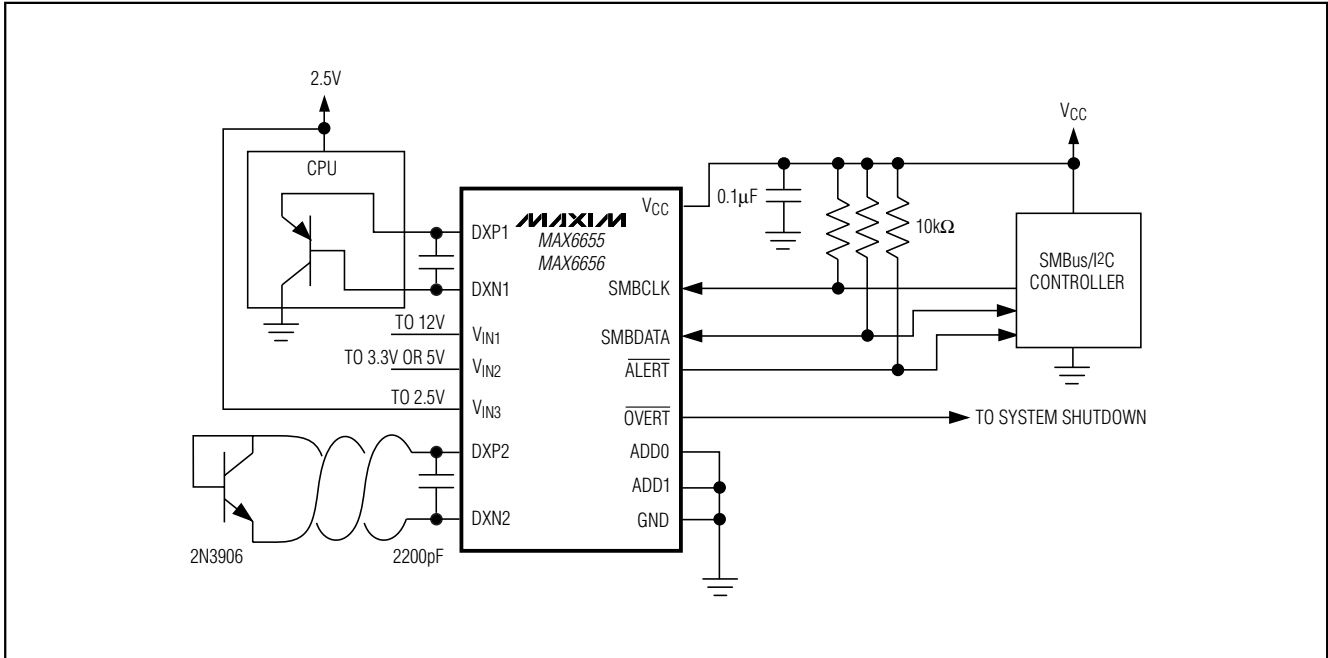 2.5V
CPU
VCC
0.1µF
10kΩ
MAXIM
MAX6655
MAX6656
VCC
DXP1
DXN1
SMBCLK
SMBus/I²C
CONTROLLER
TO 12V
VIN1
SMBDATA
TO 3.3V OR 5V
VIN2
ALERT
TO 2.5V
VIN3
OVERT
TO SYSTEM SHUTDOWN
DXP2
ADD0
ADD1
DXN2
GND
2N3906
2200pF